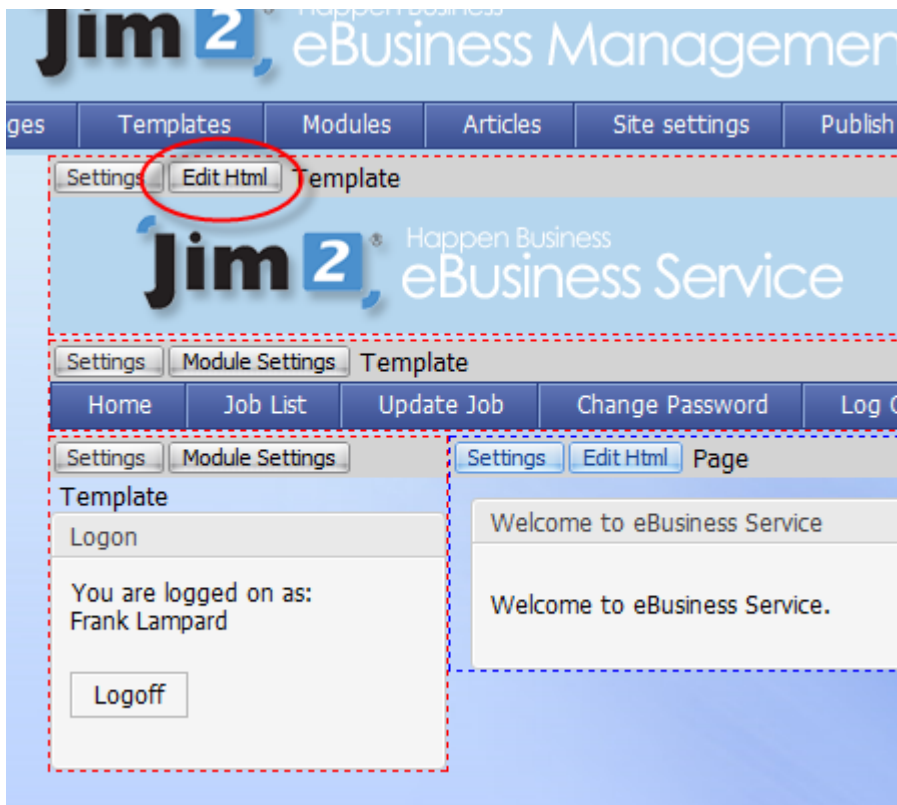 Happen Business
Jim 2 ® eBusiness Managemen
ges Templates Modules Articles Site settings Publish
Settings Edit Html Template
Happen Business
Jim 2 ® eBusiness Service
Settings Module Settings Template
Home Job List Update Job Change Password Log
Settings Module Settings Settings Edit Html Page
Template
Logon
Welcome to eBusiness Service
You are logged on as:
Frank Lampard
Welcome to eBusiness Service.
Logoff